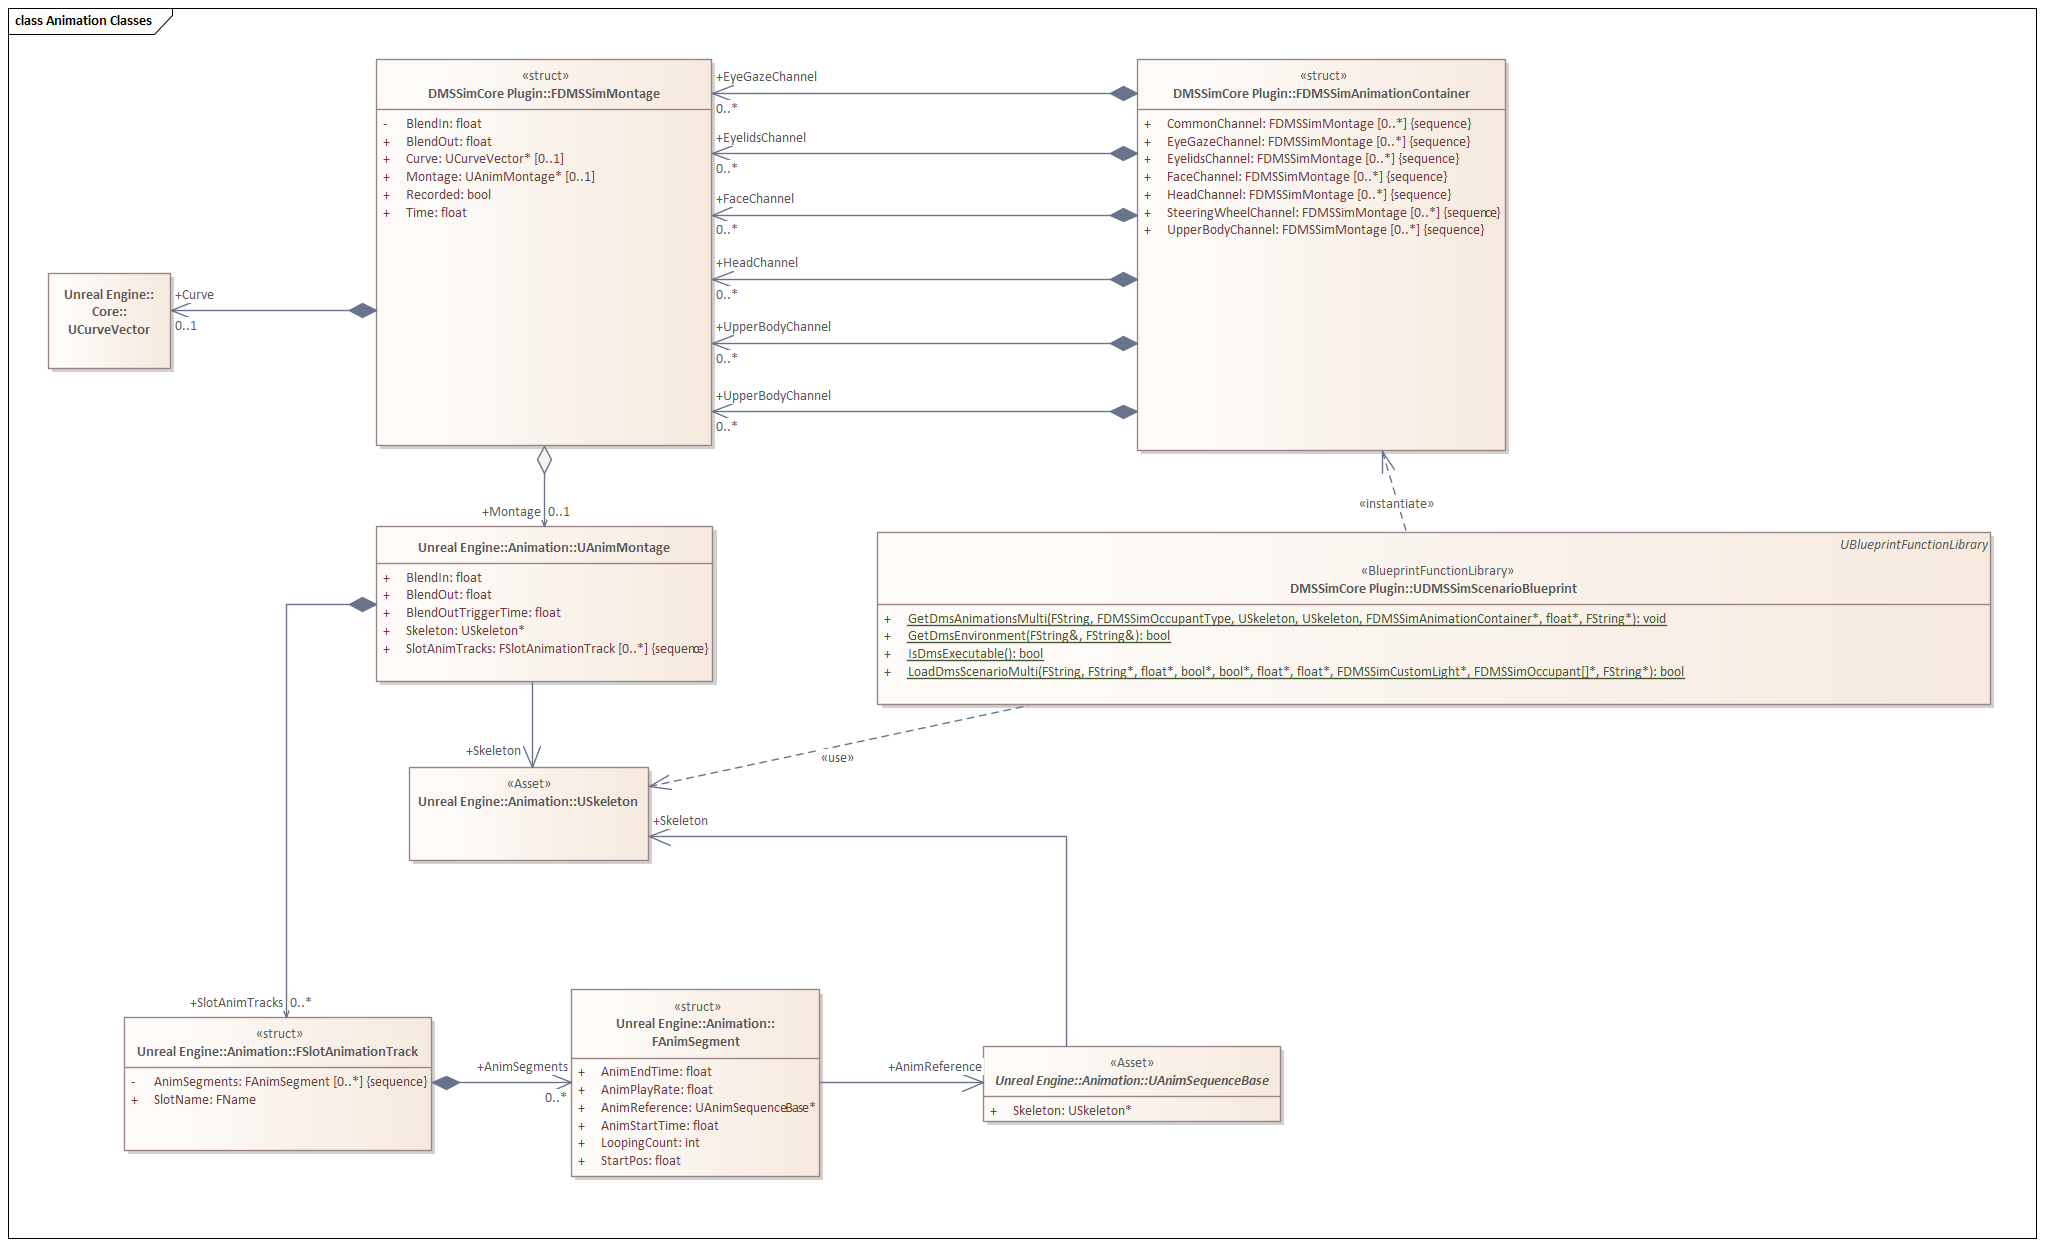 class Animation Classes
«struct»
DMSSimCore Plugin::FDMSSimMontage
- BlendIn: float
+ BlendOut: float
+ Curve: UCurveVector* [0..1]
+ Montage: UAnimMontage* [0..1]
+ Recorded: bool
+ Time: float
+EyeGazeChannel
0..*
+EyelidsChannel
0..*
+FaceChannel
0..*
+HeadChannel
0..*
+UpperBodyChannel
0..*
+UpperBodyChannel
0..*
«struct»
DMSSimCore Plugin::FDMSSimAnimationContainer
+ CommonChannel: FDMSSimMontage [0..*] {sequence}
+ EyeGazeChannel: FDMSSimMontage [0..*] {sequence}
+ EyelidsChannel: FDMSSimMontage [0..*] {sequence}
+ FaceChannel: FDMSSimMontage [0..*] {sequence}
+ HeadChannel: FDMSSimMontage [0..*] {sequence}
+ SteeringWheelChannel: FDMSSimMontage [0..*] {sequence}
+ UpperBodyChannel: FDMSSimMontage [0..*] {sequence}
Unreal Engine::
Core::
UCurveVector
+Curve
0..1
+Montage 0..1
«instantiate»
Unreal Engine::Animation::UAnimMontage
+ BlendIn: float
+ BlendOut: float
+ BlendOutTriggerTime: float
+ Skeleton: USkeleton*
+ SlotAnimTracks: FSlotAnimationTrack [0..*] {sequence}
UBlueprintFunctionLibrary
«BlueprintFunctionLibrary»
DMSSimCore Plugin::UDMSSimScenarioBlueprint
+ GetDmsAnimationsMulti(FString, FDMSSimOccupantType, USkeleton, USkeleton, FDMSSimAnimationContainer*, float*, FString*): void
+ GetDmsEnvironment(FString&, FString&): bool
+ IsDmsExecutable(): bool
+ LoadDmsScenarioMulti(FString, FString*, float*, bool*, bool*, float*, float*, FDMSSimCustomLight*, FDMSSimOccupant[]*, FString*): bool
+Skeleton
«use»
«Asset»
Unreal Engine::Animation::USkeleton
+Skeleton
+SlotAnimTracks 0..*
«struct»
Unreal Engine::Animation::FSlotAnimationTrack
- AnimSegments: FAnimSegment [0..*] {sequence}
+ SlotName: FName
+AnimSegments
0..*
«struct»
Unreal Engine::Animation::
FAnimSegment
+ AnimEndTime: float
+ AnimPlayRate: float
+ AnimReference: UAnimSequenceBase*
+ AnimStartTime: float
+ LoopingCount: int
+ StartPos: float
+AnimReference
«Asset»
Unreal Engine::Animation::UAnimSequenceBase
+ Skeleton: USkeleton*